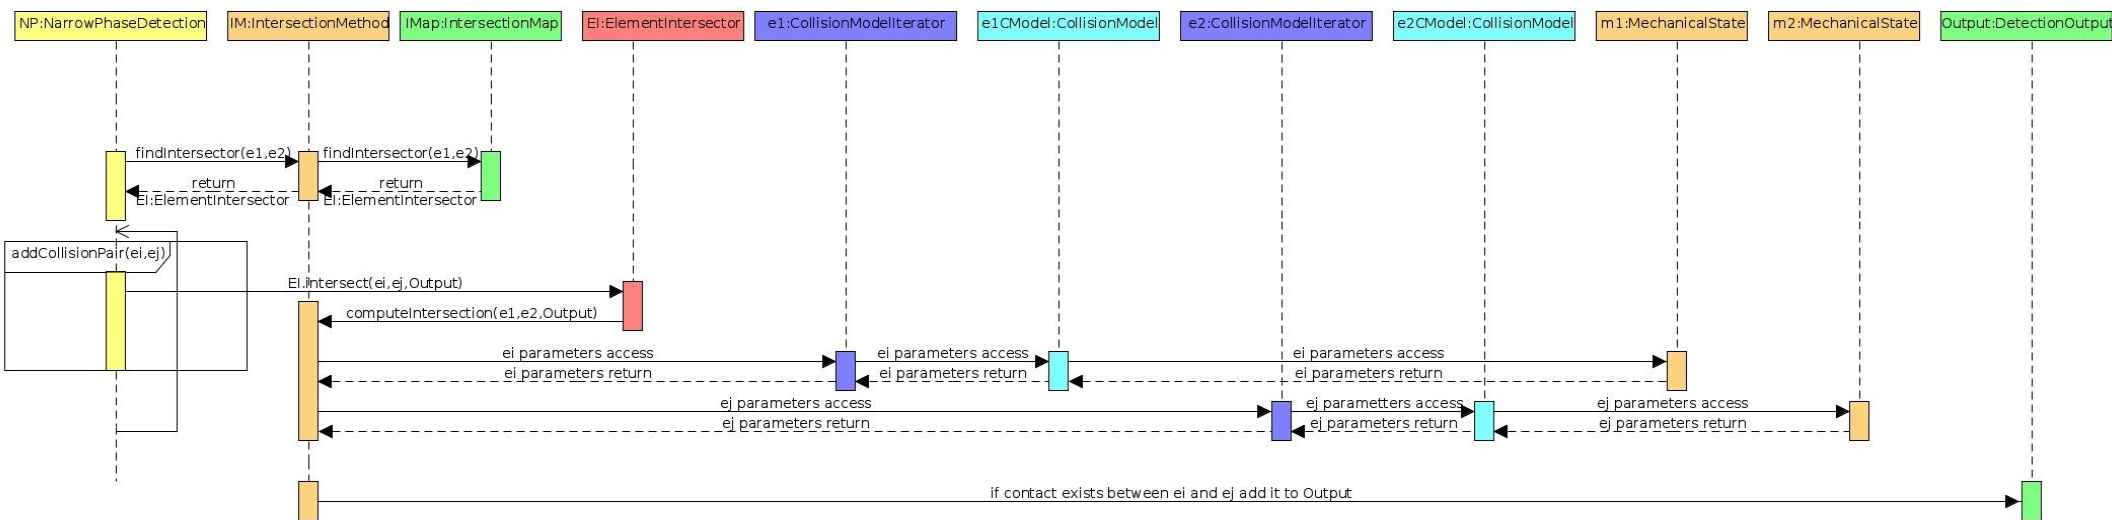 NP:NarrowPhaseDetection
IM:IntersectionMethod
IMap:IntersectionMap
EI:ElementIntersector
e1:CollisionModelIterator
e1CModel:CollisionModel
e2:CollisionModelIterator
e2CModel:CollisionModel
m1:MechanicalState
m2:MechanicalState
Output:DetectionOutput
findIntersector(e1,e2)
findIntersector(e1,e2)
return
return
EI:ElementIntersector
EI:ElementIntersector
addCollisionPair(ei,ej)
EI.intersect(ei,ej,Output)
computeIntersection(e1,e2,Output)
ei parameters access
ei parameters access
ei parameters access
ei parameters return
ei parameters return
ei parameters return
ej parameters access
ej parametters access
ej parameters access
ej parameters return
ej parameters return
ej parameters return
if contact exists between ei and ej add it to Output